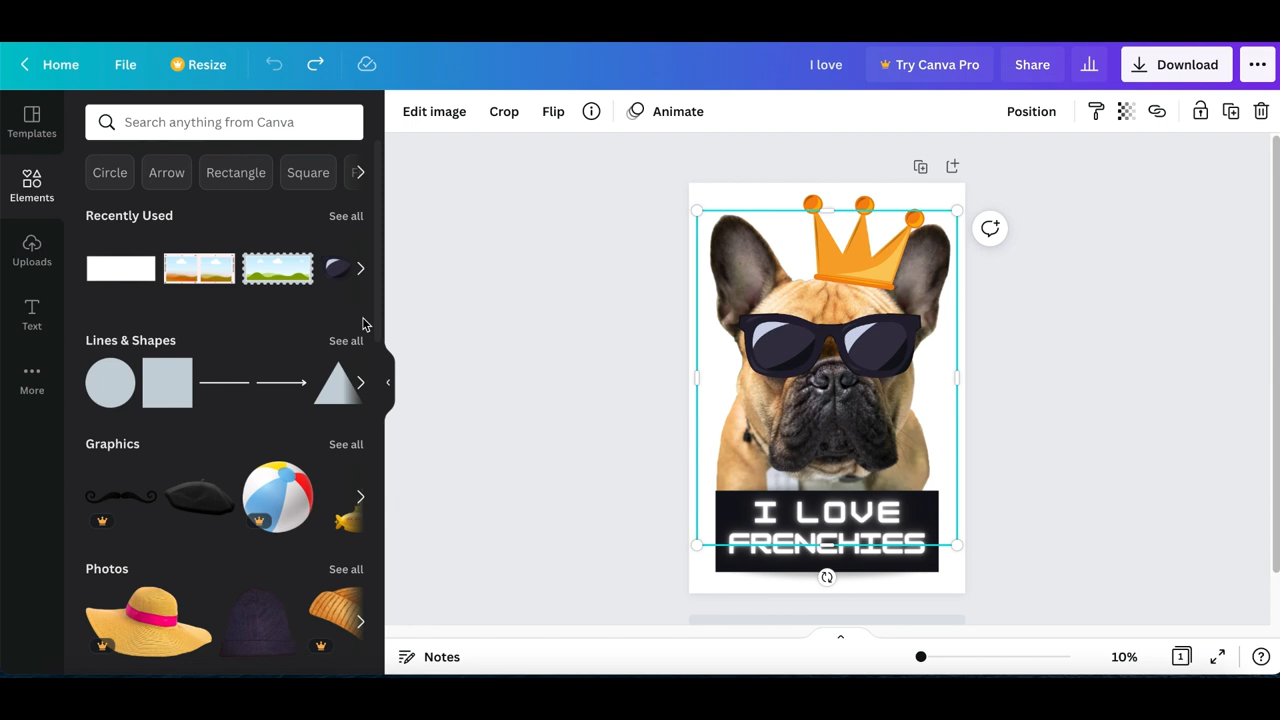 Home
File
Resize
I love
Try Canva Pro
Share
Download
Templates
Elements
Uploads
Text
More
Search anything from Canva
Circle
Arrow
Rectangle
Square
Recently Used
See all
Lines & Shapes
See all
Graphics
See all
Photos
See all
Edit image
Crop
Flip
Animate
Position
I LOVE
FRENCHIES
Notes
10%
1